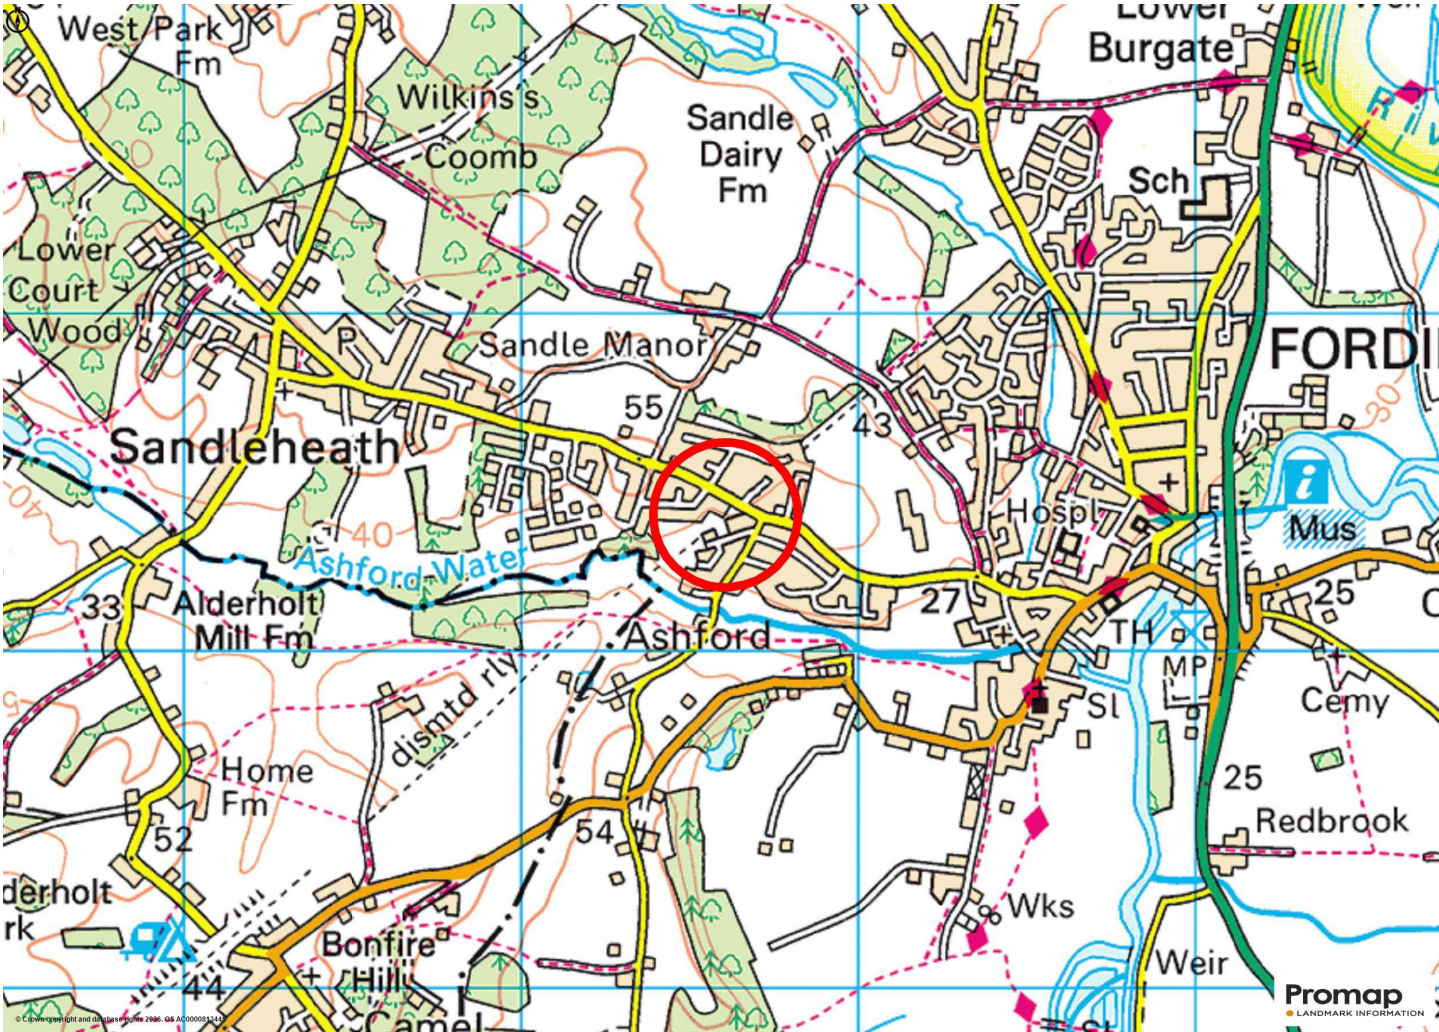 Lower
Burgate
West Park
Fm
Wilkins's
Coomb
Sandle
Dairy
Fm
Sch
Lower
Court
Wood
P
Sandle Manor
FORDI
55
43
30
Sandleheath
40
40
i
Hospl
Mus
Ashford Water
33
Alderholt
Mill Fm
27
25
Ashford
TH
MP
dismtd rly
Sl
Cemy
Home
Fm
52
54
25
Redbrook
derholt
rk
Wks
Bonfire
Hill
44
Weir
Camel
Promap
LANDMARK INFORMATION